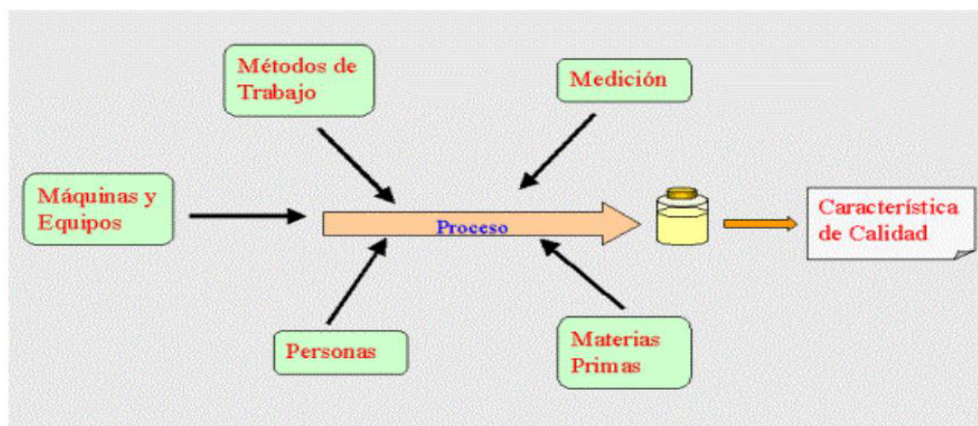 Métodos de
Trabajo
Medición
Máquinas y
Equipos
Proceso
Característica
de Calidad
Personas
Materias
Primas